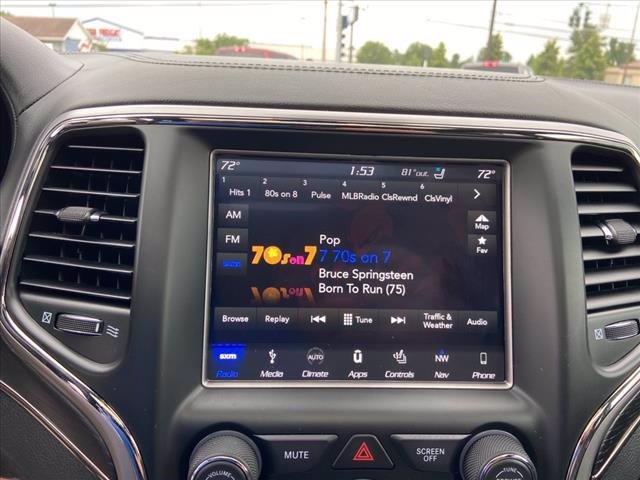 72° 1:53 81°out. 72°
1 2 3 4 5 6
Hits 1 80s on 8 Pulse MLBRadio ClsRewnd ClsVinyl
AM
FM
sxm
70s on 7
Pop
7 70s on 7
Bruce Springsteen
Born To Run (75)
Map
Fav
Browse Replay Tune Traffic & Weather Audio
sxm AUTO NW
Radio Media Climate Apps Controls Nav Phone
MUTE
SCREEN OFF
VOLUME
TUNE